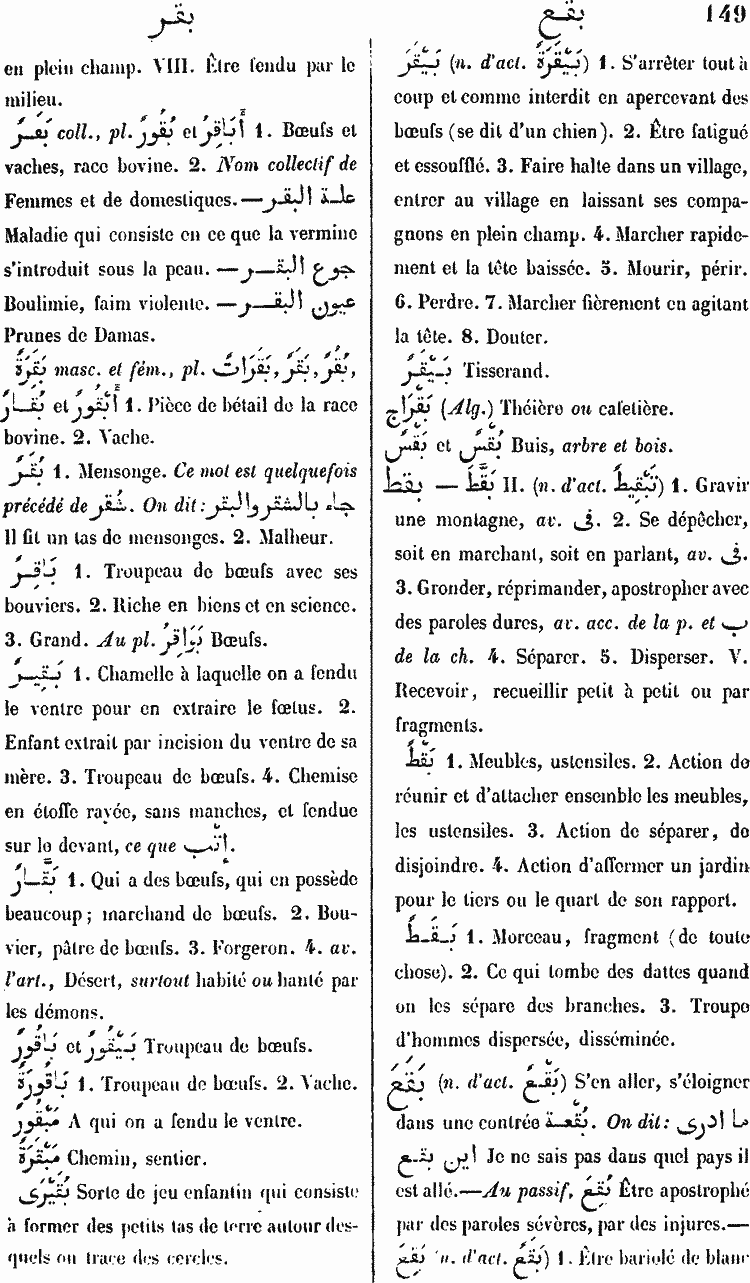 بقر
بقع
149
en plein champ. VIII. Être fendu par le
milieu.
بَقَرٌ coll., pl. بُقُورٌ et أَبَاقِرُ 1. Bœufs et
vaches, race bovine. 2. Nom collectif de
Femmes et de domestiques.—علة البقر
Maladie qui consiste en ce que la vermine
s'introduit sous la peau. —جوع البقر
Boulimie, faim violente. —عيون البقر
Prunes de Damas.
بَقَرَةٌ masc. et fém., pl. بَقَرَاتٌ, بَقَرٌ, بُقُرٌ,
بُقَّارٌ et أَبْقُورٌ 1. Pièce de bétail de la race
bovine. 2. Vache.
بُقَرٌ 1. Mensonge. Ce mot est quelquefois
précédé de شُقَر. On dit: جاء بالشقر والبقر
Il fit un tas de mensonges. 2. Malheur.
بَاقِرٌ 1. Troupeau de bœufs avec ses
bouviers. 2. Riche en biens et en science.
3. Grand. Au pl. بَوَاقِرُ Bœufs.
بَقِيرٌ 1. Chamelle à laquelle on a fendu
le ventre pour en extraire le fœtus. 2.
Enfant extrait par incision du ventre de sa
mère. 3. Troupeau de bœufs. 4. Chemise
en étoffe rayée, sans manches, et fendue
sur le devant, ce que إتْب.
بَقَّارٌ 1. Qui a des bœufs, qui en possède
beaucoup; marchand de bœufs. 2. Bou-
vier, pâtre de bœufs. 3. Forgeron. 4. av.
l'art., Désert, surtout habité ou hanté par
les démons.
بَاقُورٌ et بَيْقُورٌ Troupeau de bœufs.
بَاقُورَةٌ 1. Troupeau de bœufs. 2. Vache.
مَبْقُورٌ A qui on a fendu le ventre.
مَبْقَرَةٌ Chemin, sentier.
بُقَّيْرَى Sorte de jeu enfantin qui consiste
à former des petits tas de terre autour des-
quels on trace des cercles.
بَيْقَرَ (n. d'act. بَيْقَرَةٌ) 1. S'arrêter tout à
coup et comme interdit en apercevant des
bœufs (se dit d'un chien). 2. Être fatigué
et essoufflé. 3. Faire halte dans un village,
entrer au village en laissant ses compa-
gnons en plein champ. 4. Marcher rapide-
ment et la tête baissée. 5. Mourir, périr.
6. Perdre. 7. Marcher fièrement en agitant
la tête. 8. Douter.
بَيْقَرٌ Tisserand.
بَقْرَاج (Alg.) Théière ou cafetière.
بَقْسٌ et بُقْسٌ Buis, arbre et bois.
بقط — بَقَّطَ II. (n. d'act. تَبْقِيطٌ) 1. Gravir
une montagne, av. فى. 2. Se dépêcher,
soit en marchant, soit en parlant, av. فى.
3. Gronder, réprimander, apostropher avec
des paroles dures, av. acc. de la p. et ب
de la ch. 4. Séparer. 5. Disperser. V.
Recevoir, recueillir petit à petit ou par
fragments.
بَقْطٌ 1. Meubles, ustensiles. 2. Action de
réunir et d'attacher ensemble les meubles,
les ustensiles. 3. Action de séparer, de
disjoindre. 4. Action d'affermer un jardin
pour le tiers ou le quart de son rapport.
بَقَطٌ 1. Morceau, fragment (de toute
chose). 2. Ce qui tombe des dattes quand
on les sépare des branches. 3. Troupe
d'hommes dispersée, disséminée.
بَقَعَ (n. d'act. بَقْعٌ) S'en aller, s'éloigner
dans une contrée بُقْعة. On dit: ما ادرى
اين بقع Je ne sais pas dans quel pays il
est allé.—Au passif, بُقِعَ Être apostrophé
par des paroles sévères, par des injures.—
بَقِعَ (n. d'act. بَقَعٌ) 1. Être bariolé de blanc